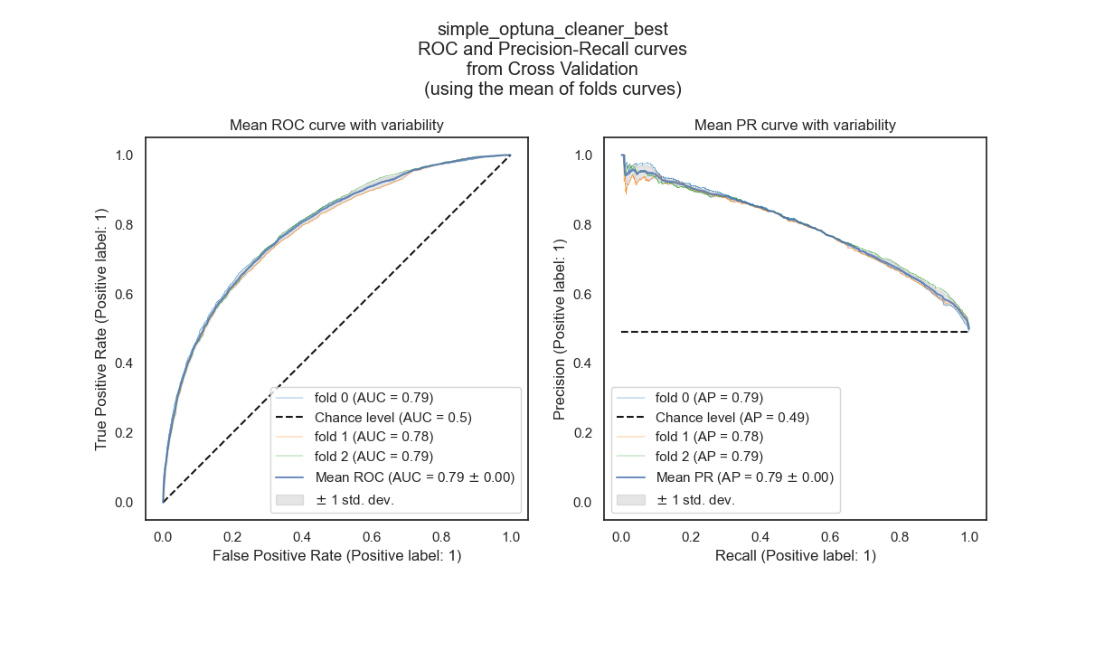 simple_optuna_cleaner_best
ROC and Precision-Recall curves
from Cross Validation
(using the mean of folds curves)
Mean ROC curve with variability
True Positive Rate (Positive label: 1)
1.0
0.8
0.6
0.4
0.2
0.0
fold 0 (AUC = 0.79)
Chance level (AUC = 0.5)
fold 1 (AUC = 0.78)
fold 2 (AUC = 0.79)
Mean ROC (AUC = 0.79 ± 0.00)
± 1 std. dev.
0.0 0.2 0.4 0.6 0.8 1.0
False Positive Rate (Positive label: 1)
Mean PR curve with variability
Precision (Positive label: 1)
1.0
0.8
0.6
0.4
0.2
0.0
fold 0 (AP = 0.79)
Chance level (AP = 0.49)
fold 1 (AP = 0.78)
fold 2 (AP = 0.79)
Mean PR (AP = 0.79 ± 0.00)
± 1 std. dev.
0.0 0.2 0.4 0.6 0.8 1.0
Recall (Positive label: 1)